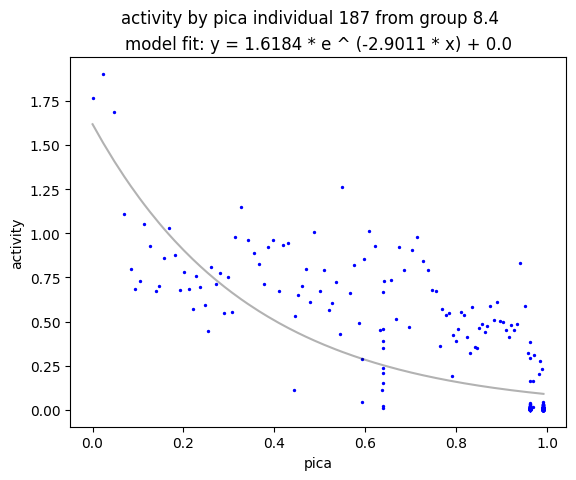 activity by pica individual 187 from group 8.4
model fit: y = 1.6184 * e ^ (-2.9011 * x) + 0.0
activity
1.75
1.50
1.25
1.00
0.75
0.50
0.25
0.00
0.0 0.2 0.4 0.6 0.8 1.0
pica